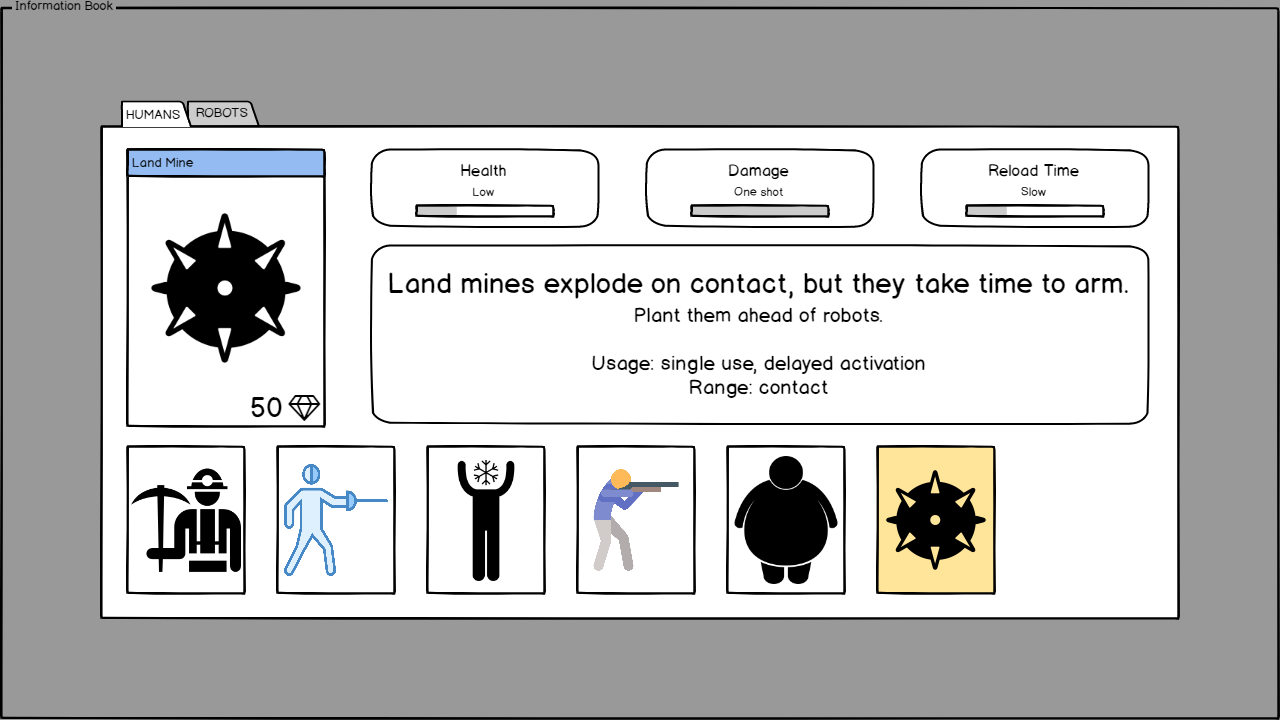 Information Book
HUMANS
ROBOTS
Land Mine
50
Health
Low
Damage
One shot
Reload Time
Slow
Land mines explode on contact, but they take time to arm.
Plant them ahead of robots.
Usage: single use, delayed activation
Range: contact